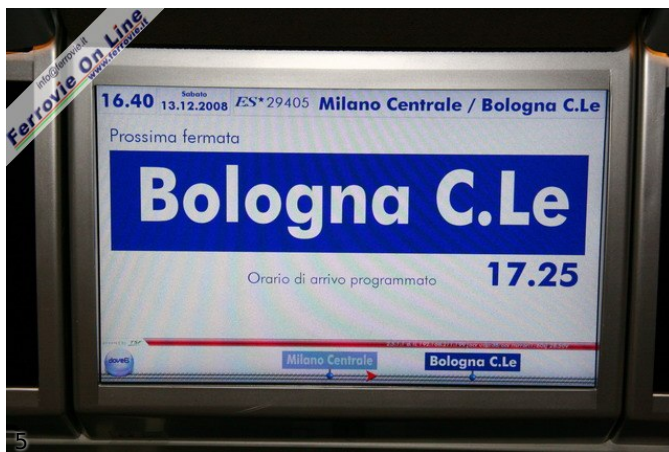 info@ferrovie.it
Ferrovie On Line
www.ferrovie.it
16.40 Sabato 13.12.2008 ES*29405 Milano Centrale / Bologna C.Le
Prossima fermata
Bologna C.Le
Orario di arrivo programmato 17.25
doveS
Milano Centrale Bologna C.Le
5